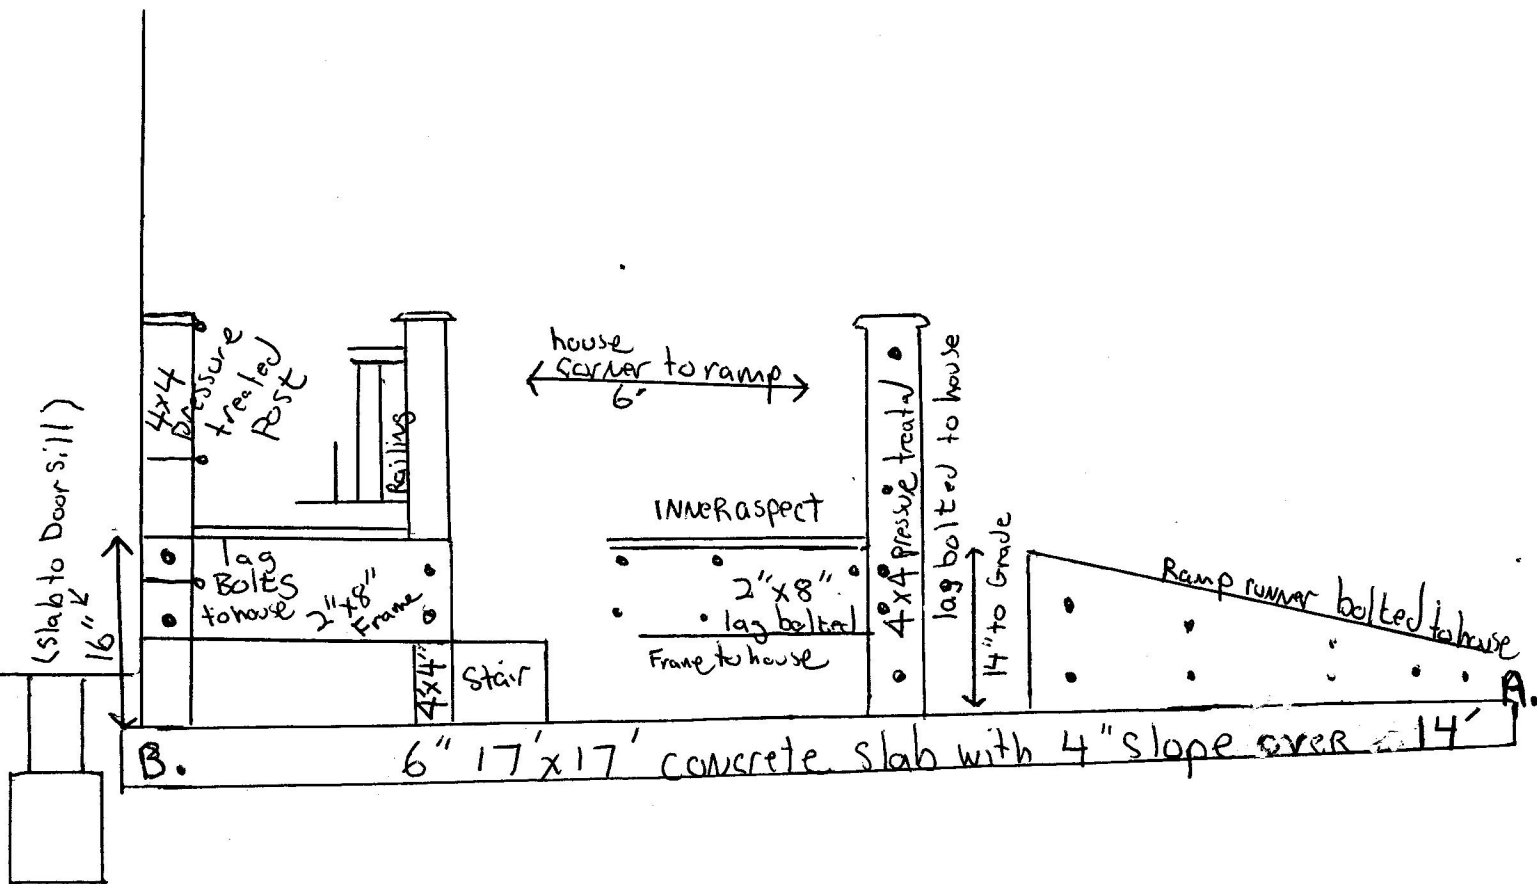 4x4
Pressure
treated
Post
Railing
house
corner to ramp
6'
INNER aspect
4x4 pressure treated
lag bolted to house
14" to Grade
Ramp runner bolted to house
(slab to Door sill)
16"
lag
Bolts
to house
2"x8"
Frame
4"x4"
Stair
2"x8"
lag bolted
Frame to house
A.
B.
6" 17'x17' concrete slab with 4" slope over 14'